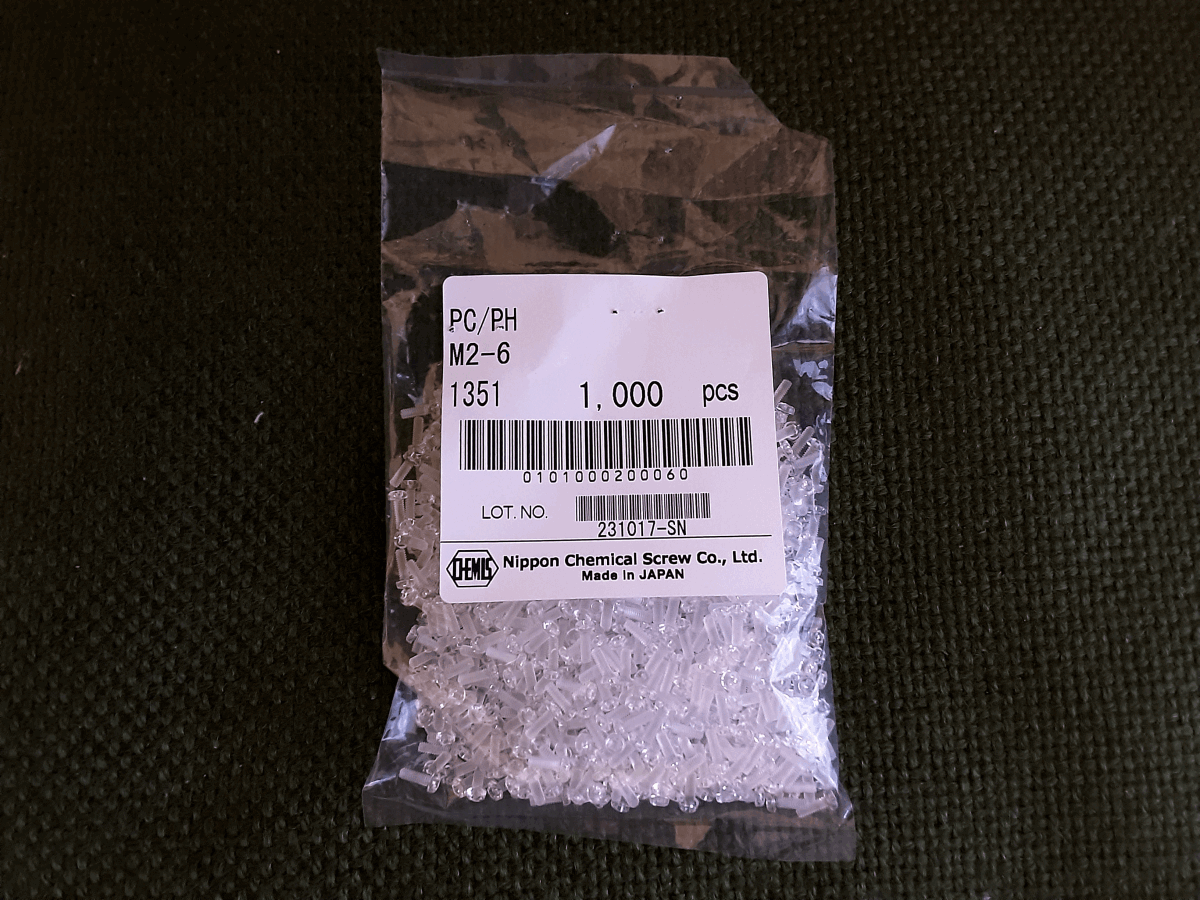 PC/PH
M2-6
1351 1,000 pcs
0101000200060
LOT. NO.
231017-SN
CHEMIS Nippon Chemical Screw Co., Ltd.
Made in JAPAN